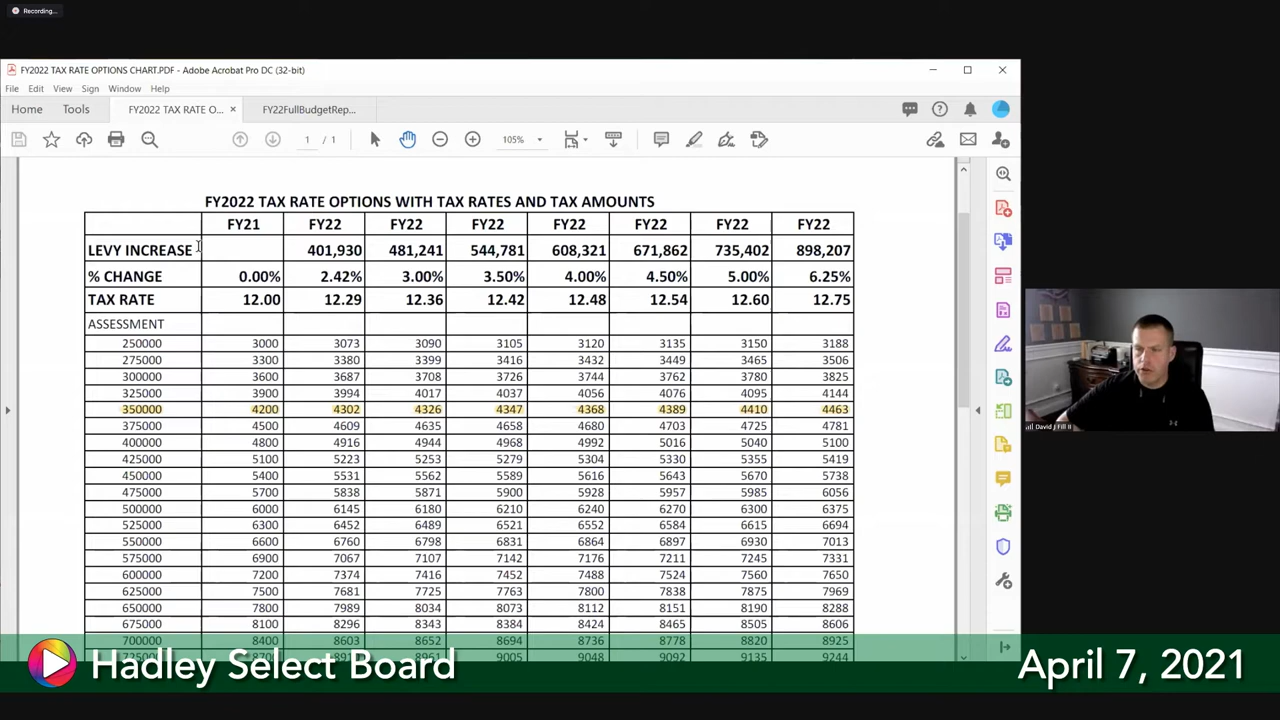 Recording...
FY2022 TAX RATE OPTIONS CHART.PDF - Adobe Acrobat Pro DC (32-bit)
File Edit View Sign Window Help
Home Tools FY2022 TAX RATE O... × FY22FullBudgetRep...
1 / 1 105%
FY2022 TAX RATE OPTIONS WITH TAX RATES AND TAX AMOUNTS
FY21 FY22 FY22 FY22 FY22 FY22 FY22 FY22
LEVY INCREASE 401,930 481,241 544,781 608,321 671,862 735,402 898,207
% CHANGE 0.00% 2.42% 3.00% 3.50% 4.00% 4.50% 5.00% 6.25%
TAX RATE 12.00 12.29 12.36 12.42 12.48 12.54 12.60 12.75
ASSESSMENT
250000 3000 3073 3090 3105 3120 3135 3150 3188
275000 3300 3380 3399 3416 3432 3449 3465 3506
300000 3600 3687 3708 3726 3744 3762 3780 3825
325000 3900 3994 4017 4037 4056 4076 4095 4144
350000 4200 4302 4326 4347 4368 4389 4410 4463
375000 4500 4609 4635 4658 4680 4703 4725 4781
400000 4800 4916 4944 4968 4992 5016 5040 5100
425000 5100 5223 5253 5279 5304 5330 5355 5419
450000 5400 5531 5562 5589 5616 5643 5670 5738
475000 5700 5838 5871 5900 5928 5957 5985 6056
500000 6000 6145 6180 6210 6240 6270 6300 6375
525000 6300 6452 6489 6521 6552 6584 6615 6694
550000 6600 6760 6798 6831 6864 6897 6930 7013
575000 6900 7067 7107 7142 7176 7211 7245 7331
600000 7200 7374 7416 7452 7488 7524 7560 7650
625000 7500 7681 7725 7763 7800 7838 7875 7969
650000 7800 7989 8034 8073 8112 8151 8190 8288
675000 8100 8296 8343 8384 8424 8465 8505 8606
700000 8400 8603 8652 8694 8736 8778 8820 8925
9005 9048 9092 9135 9244
David J Fill II
Hadley Select Board April 7, 2021